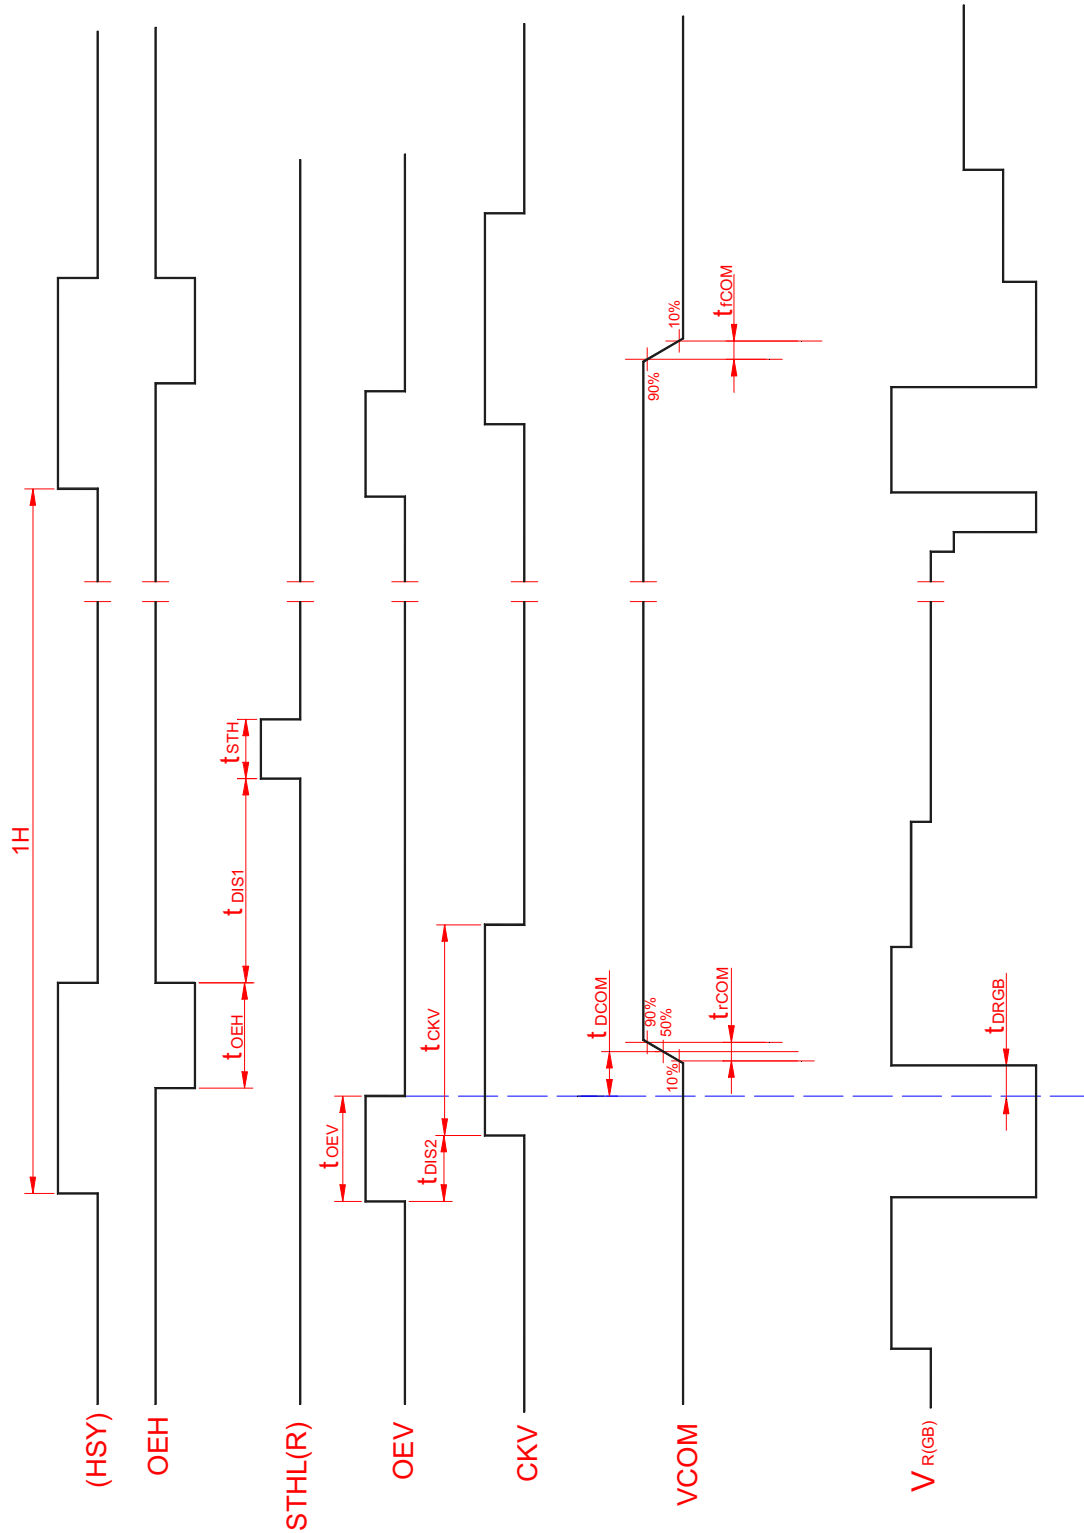 (HSY)
1H
OEH
tOEH
tDIS1
tSTH
STHL(R)
OEV
tOEV
tDIS2
tCKV
CKV
VCOM
tDCOM
90%
50%
10%
trCOM
90%
10%
tfCOM
VR(GB)
tDRGB